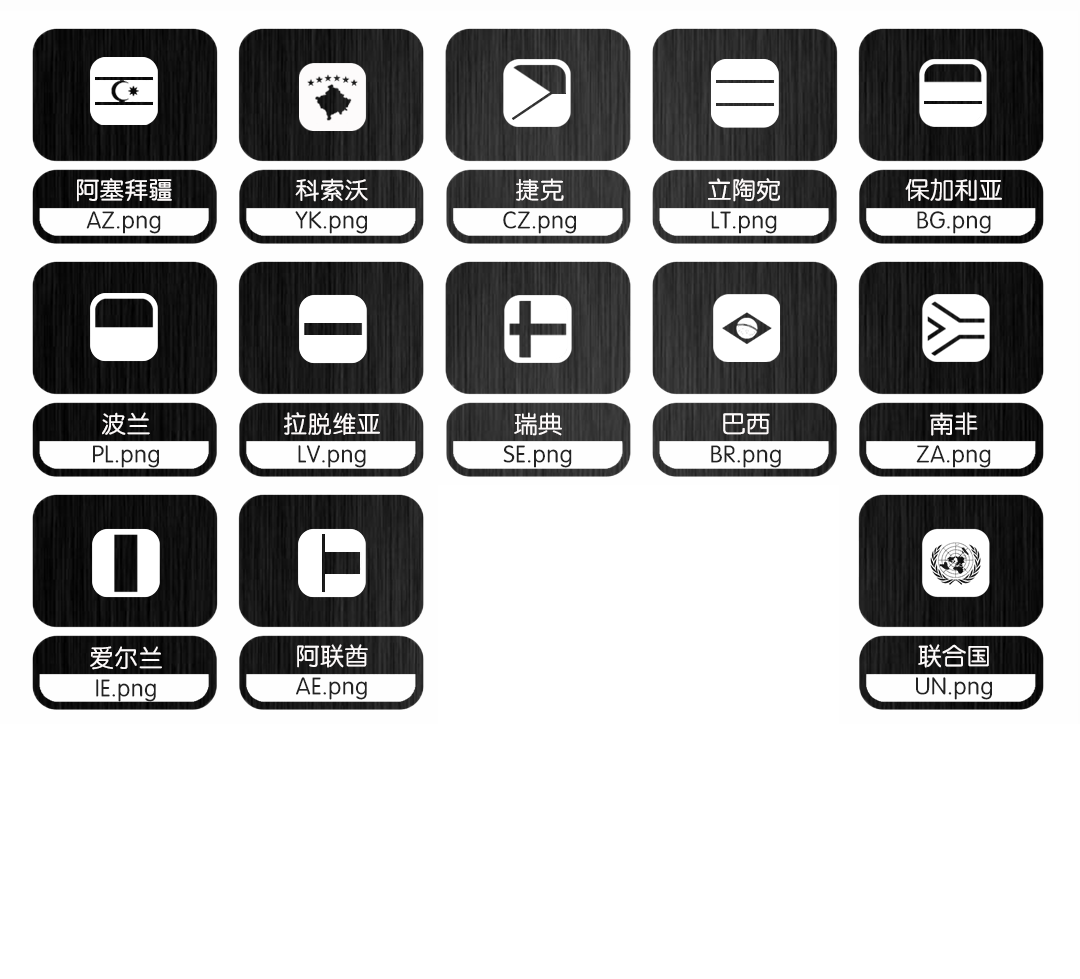 阿塞拜疆
AZ.png
科索沃
YK.png
捷克
CZ.png
立陶宛
LT.png
保加利亚
BG.png
波兰
PL.png
拉脱维亚
LV.png
瑞典
SE.png
巴西
BR.png
南非
ZA.png
爱尔兰
IE.png
阿联酋
AE.png
联合国
UN.png